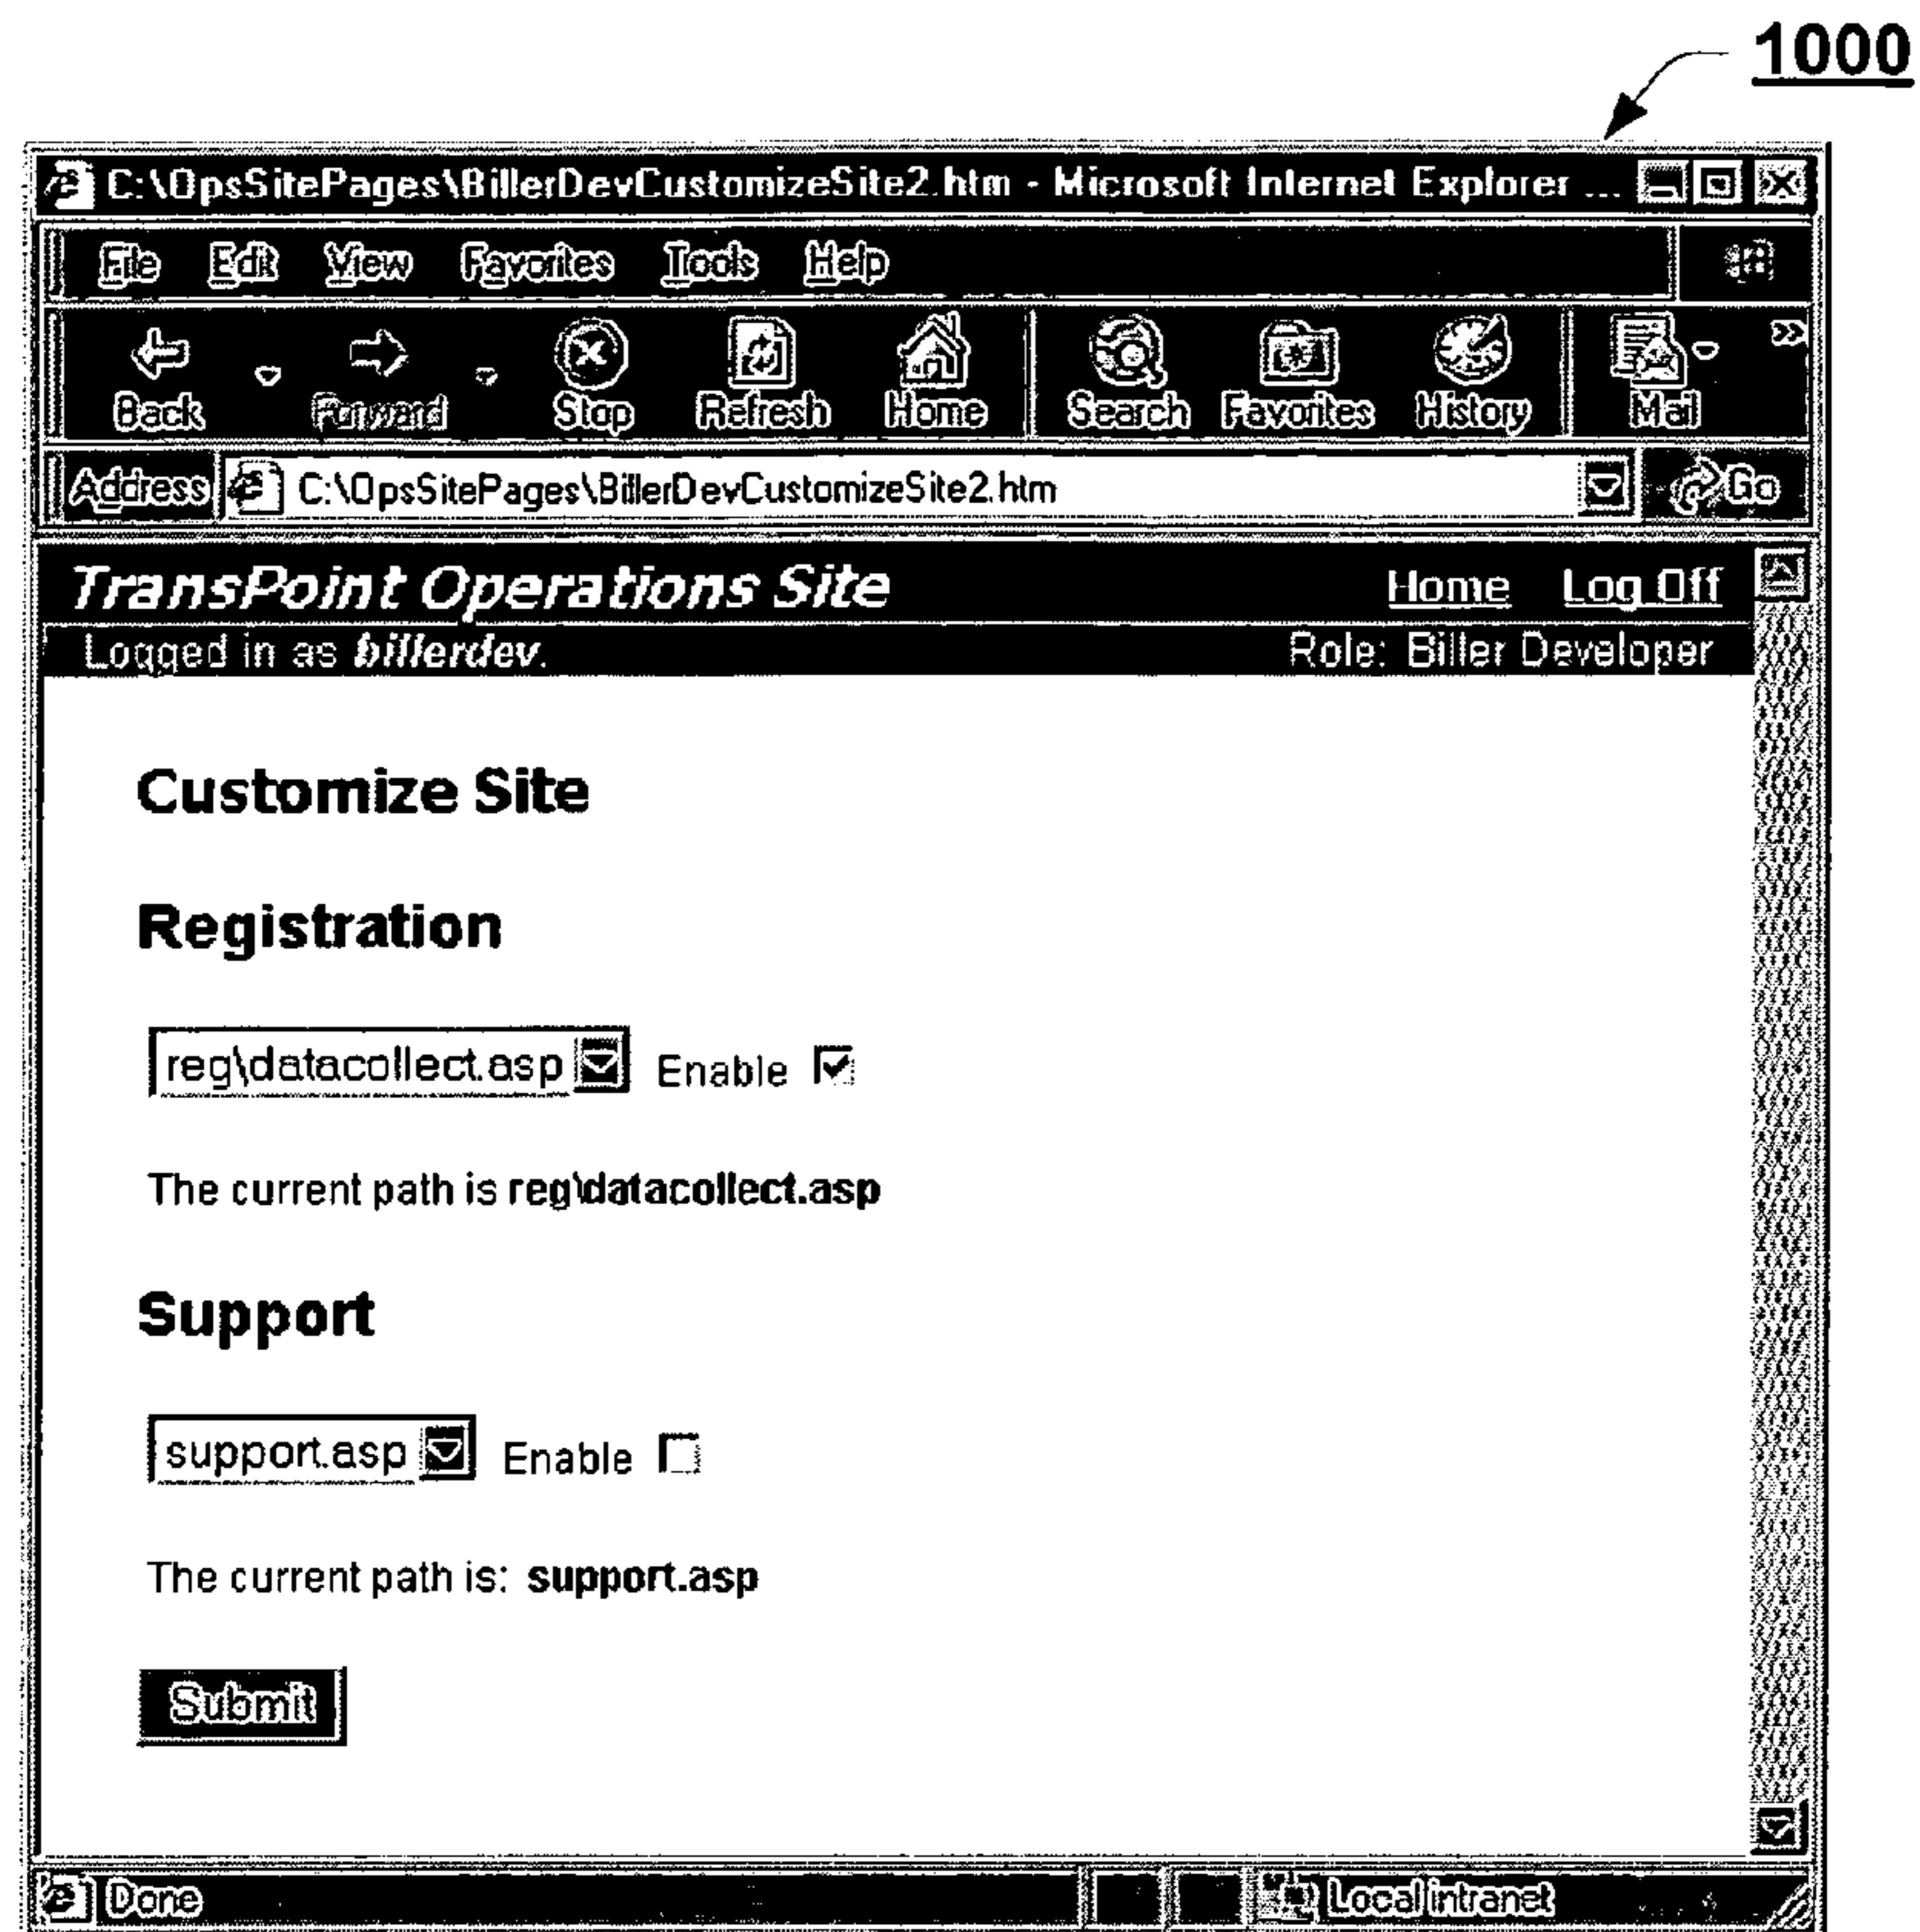 1000
C:\OpsSitePages\BillerDevCustomizeSite2.htm - Microsoft Internet Explorer ...
File Edit View Favorites Tools Help
Back Forward Stop Refresh Home Search Favorites History Mail »
Address C:\OpsSitePages\BillerDevCustomizeSite2.htm Go
TransPoint Operations Site Home Log Off
Logged in as billerdev. Role: Biller Developer
Customize Site
Registration
reg\datacollect.asp Enable
The current path is reg\datacollect.asp
Support
support.asp Enable
The current path is: support.asp
Submit
Done Local intranet